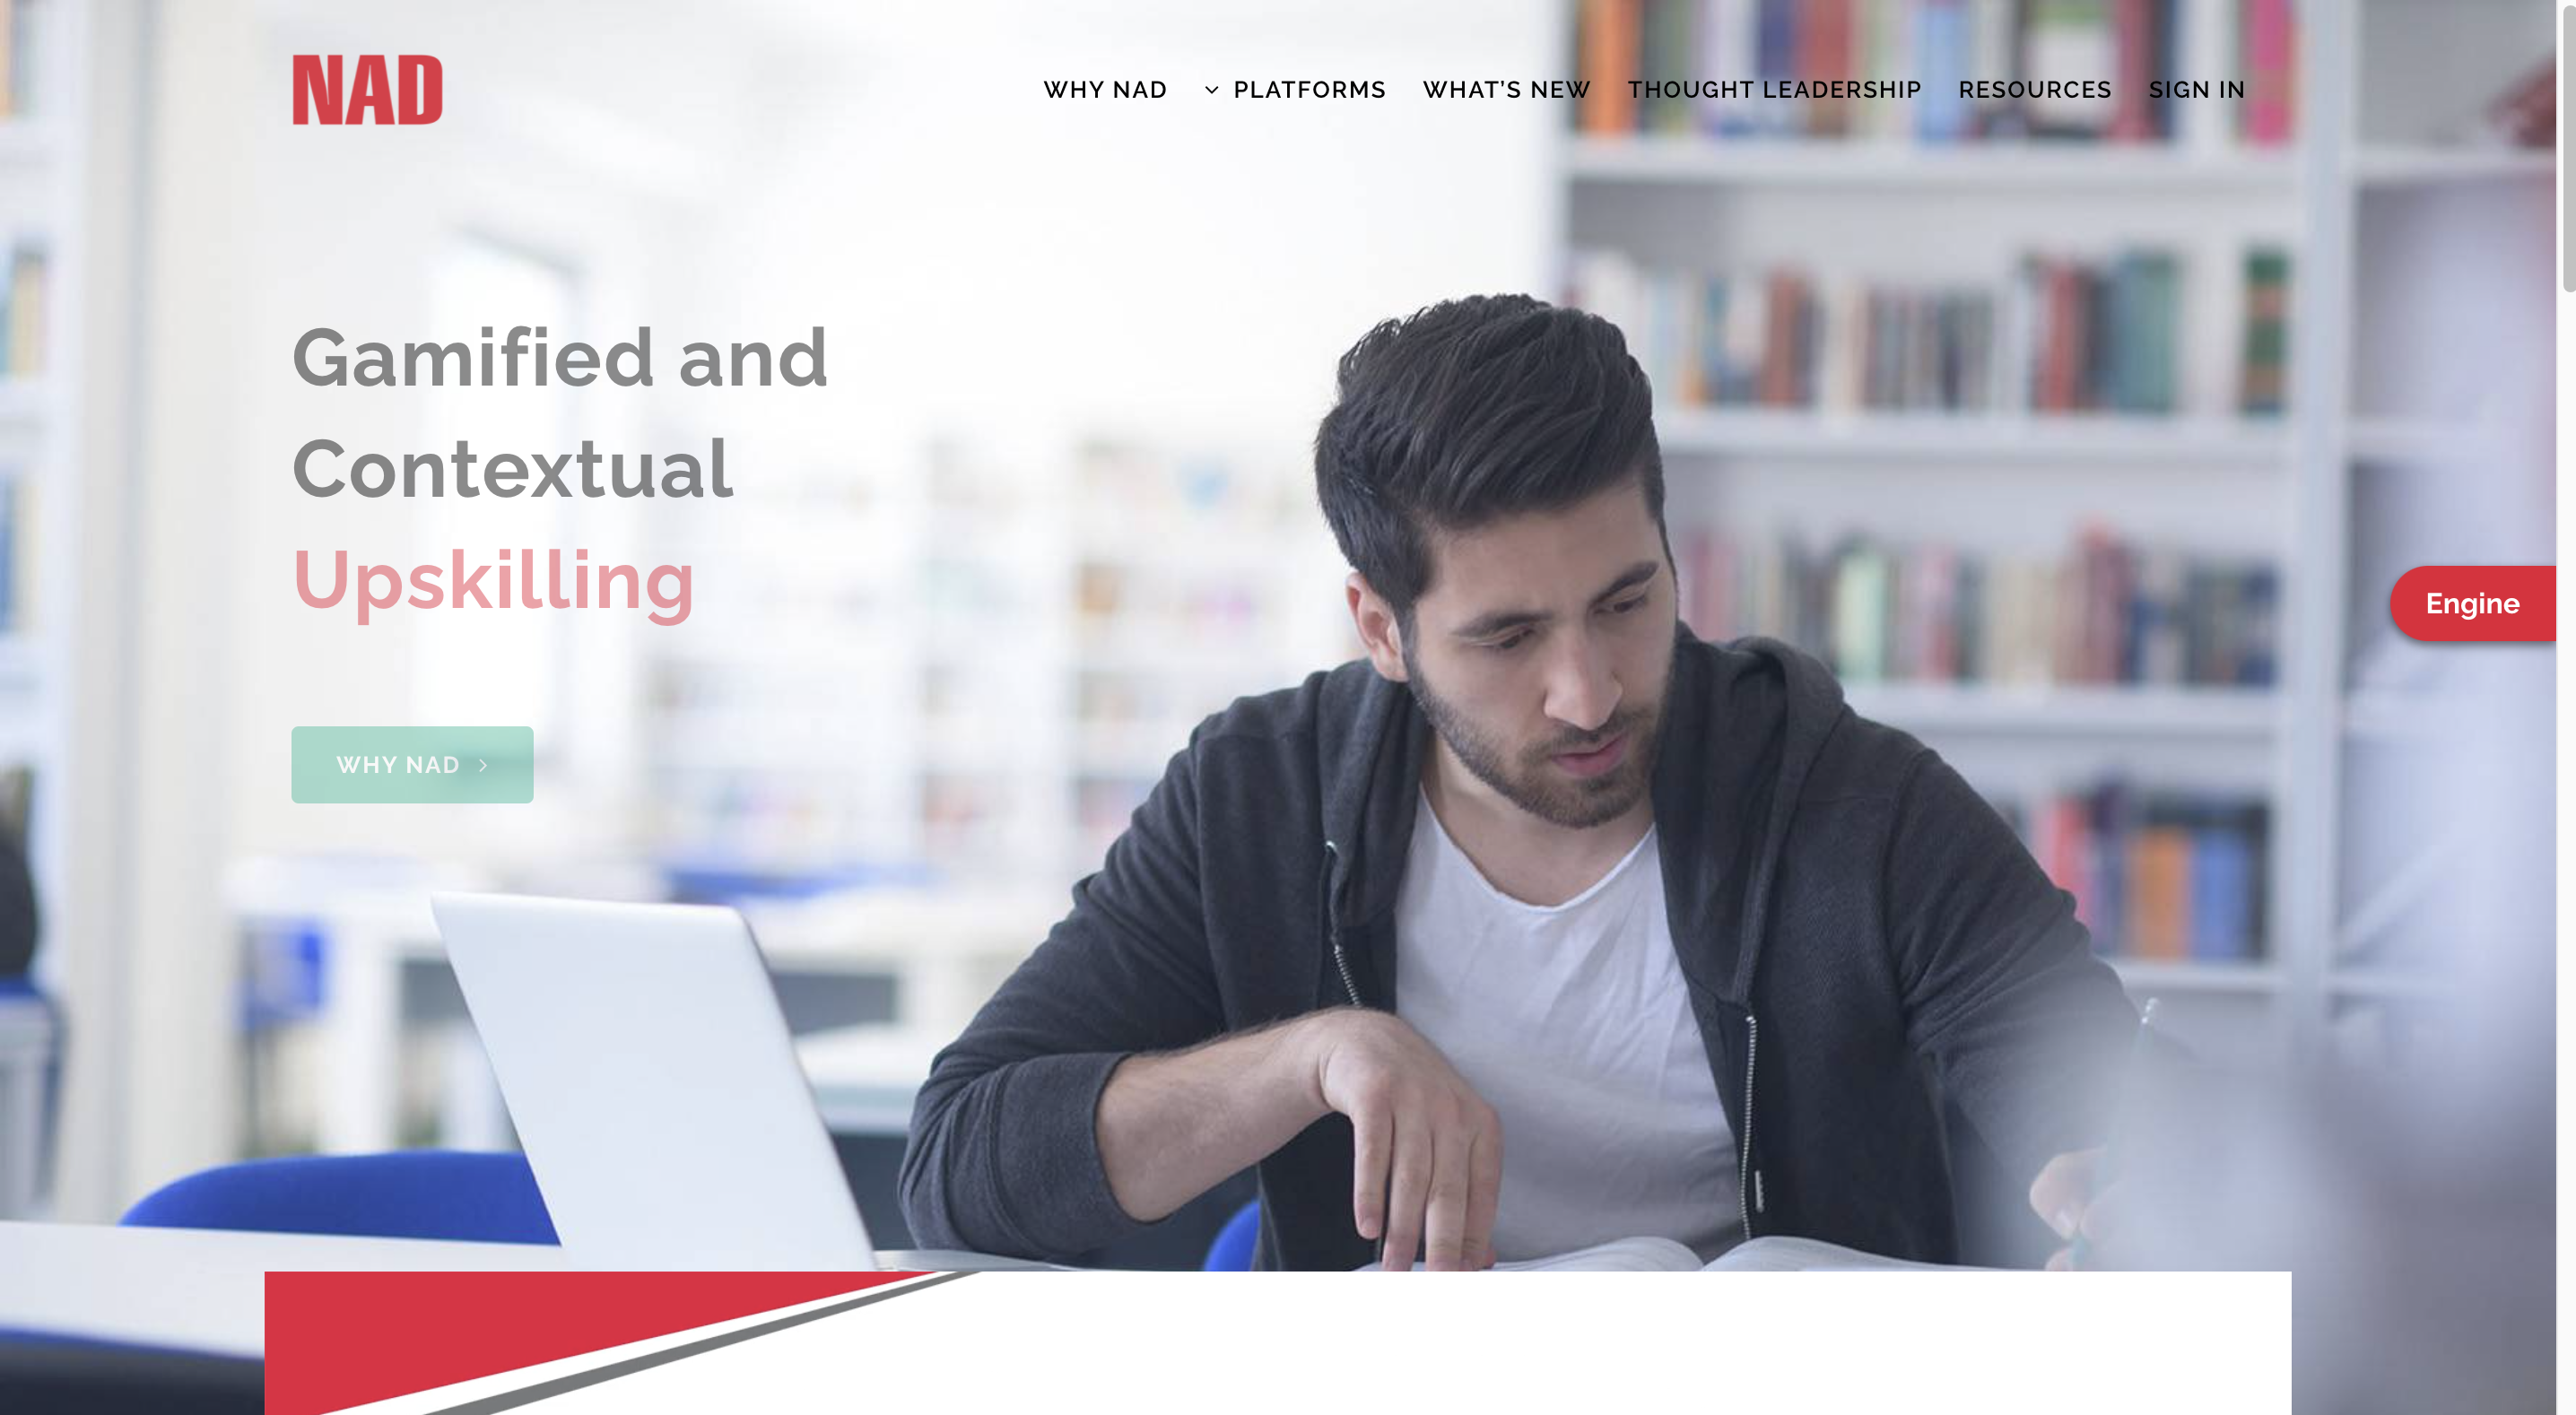 NAD
WHY NAD PLATFORMS WHAT’S NEW THOUGHT LEADERSHIP RESOURCES SIGN IN
Gamified and
Contextual
Upskilling
Engine
WHY NAD